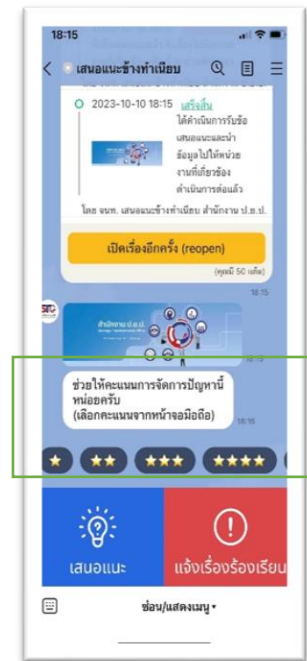 18:15
เสนอแนะข้างทำเนียบ
2023-10-10 18:15 เสร็จสิ้น
ได้ดำเนินการรับข้อ
เสนอแนะและนำ
ข้อมูลไปให้หน่วย
งานที่เกี่ยวข้อง
ดำเนินการต่อแล้ว
โดย จนท. เสนอแนะข้างทำเนียบ สำนักงาน ป.ย.ป.
เปิดเรื่องอีกครั้ง (reopen)
(คุณมี 50 แต้ม)
18:15
สำนักงาน ป.ย.ป.
ช่วยให้คะแนนการจัดการปัญหานี้
หน่อยครับ
(เลือกคะแนนจากหน้าจอมือถือ)
18:15
เสนอแนะ
แจ้งเรื่องร้องเรียน
ซ่อน/แสดงเมนู